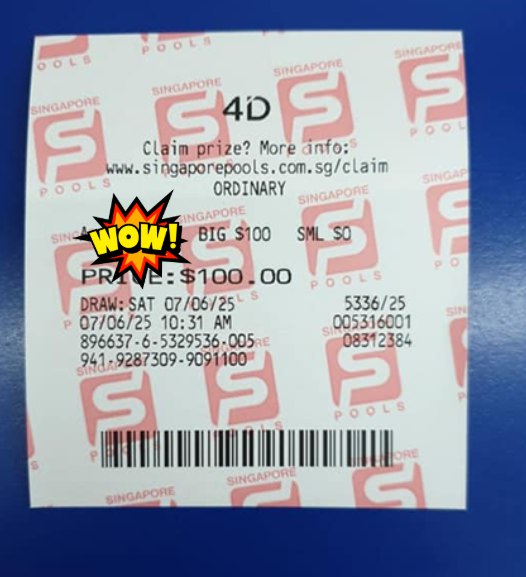 4D
Claim prize? More info:
www.singaporepools.com.sg/claim
ORDINARY
A WOW! BIG $100 SML $0
PRICE:$100.00
DRAW:SAT 07/06/25 5336/25
07/06/25 10:31 AM 005316001
896637-6-5329536-005 08312384
941-9287309-9091100
SINGAPORE
POOLS